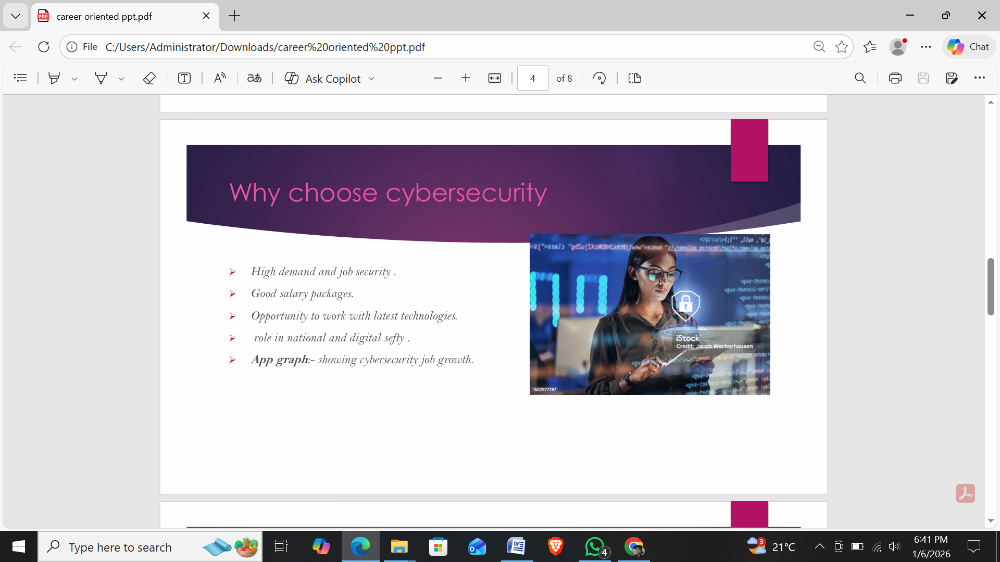 career oriented ppt.pdf
File C:/Users/Administrator/Downloads/career%20oriented%20ppt.pdf
Chat
Ask Copilot
4 of 8
Why choose cybersecurity
High demand and job security .
Good salary packages.
Opportunity to work with latest technologies.
role in national and digital sefty .
App graph:- showing cybersecurity job growth.
iStock
Credit: Jacob Wackerhausen
1552877787
Type here to search
4
3
21°C
6:41 PM
1/6/2026